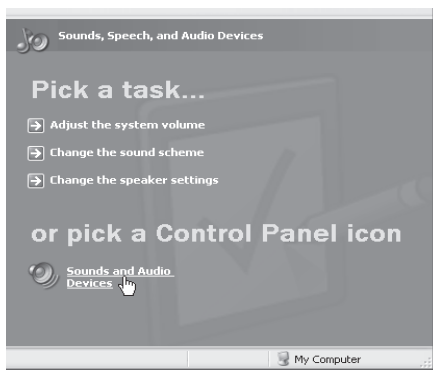 Sounds, Speech, and Audio Devices
Pick a task...
Adjust the system volume
Change the sound scheme
Change the speaker settings
or pick a Control Panel icon
Sounds and Audio
Devices
My Computer